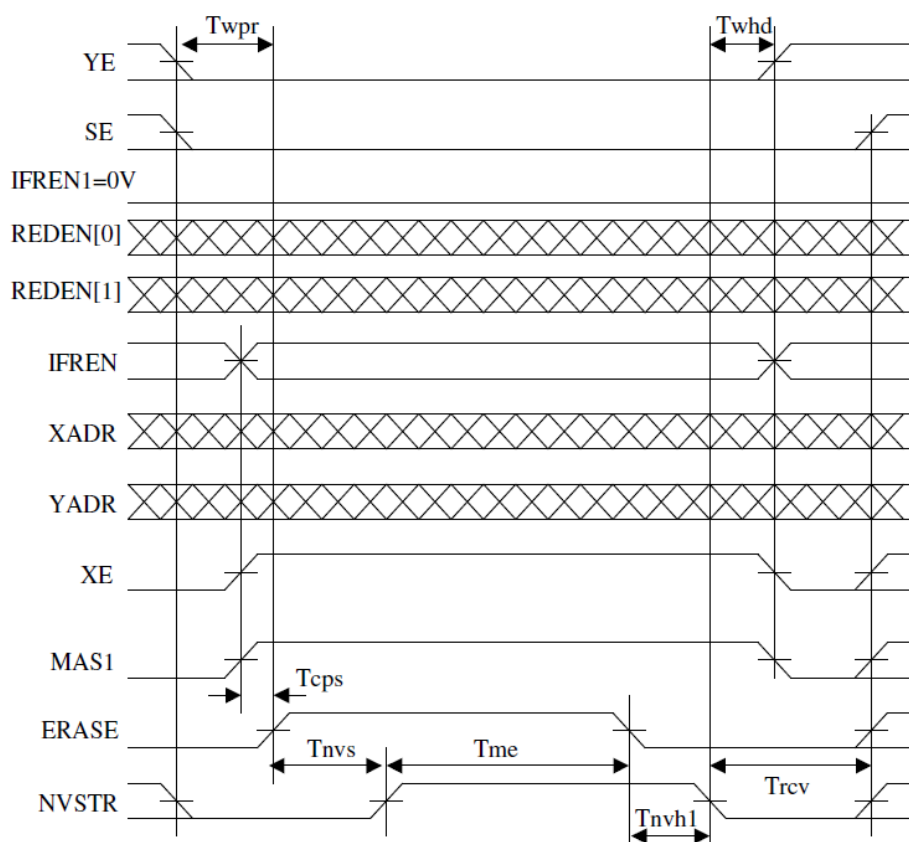 Twpr
Twhd
YE
SE
IFREN1=0V
REDEN[0]
REDEN[1]
IFREN
XADR
YADR
XE
MAS1
Tcps
ERASE
Tnvs
Tme
Trcv
NVSTR
Tnvh1